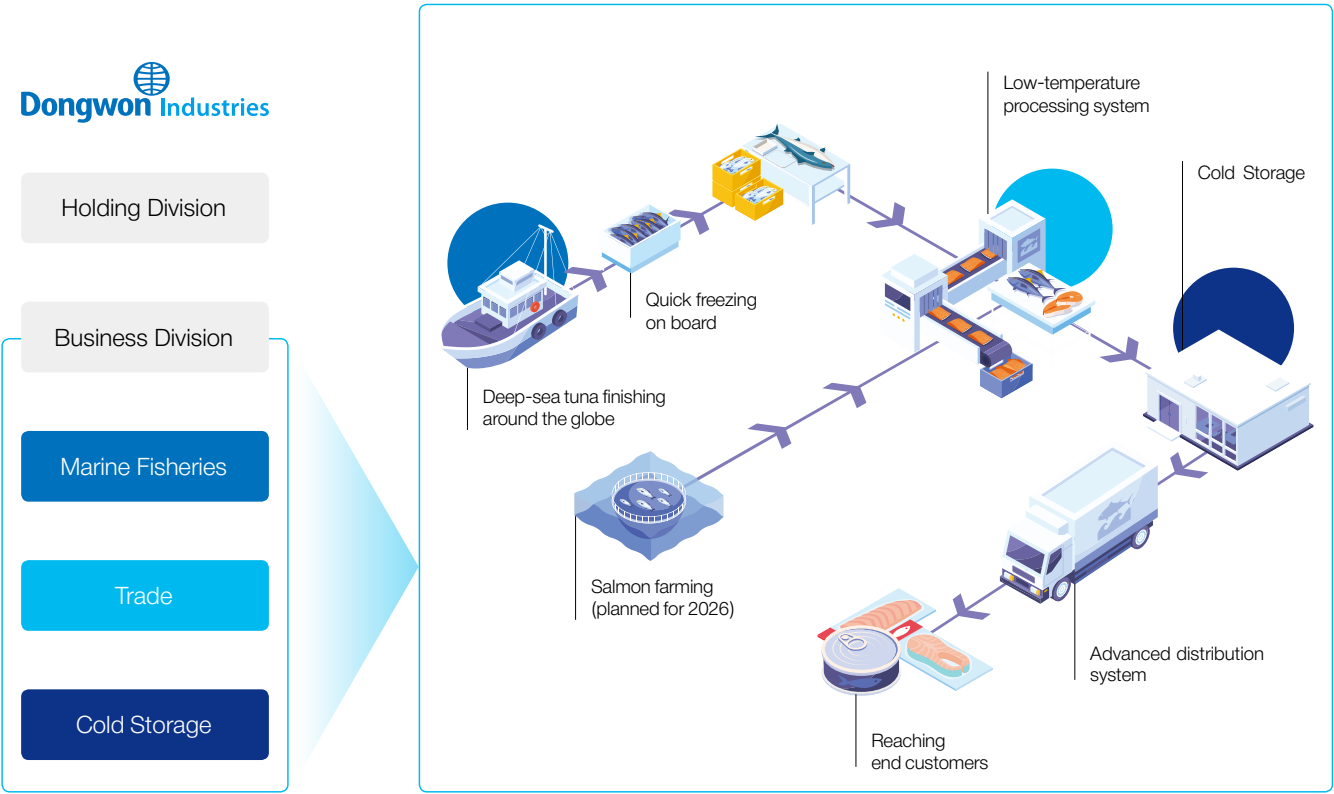 Dongwon Industries
Holding Division
Business Division
Marine Fisheries
Trade
Cold Storage
Low-temperature
processing system
Cold Storage
Quick freezing
on board
Deep-sea tuna finishing
around the globe
Salmon farming
(planned for 2026)
Advanced distribution
system
Reaching
end customers